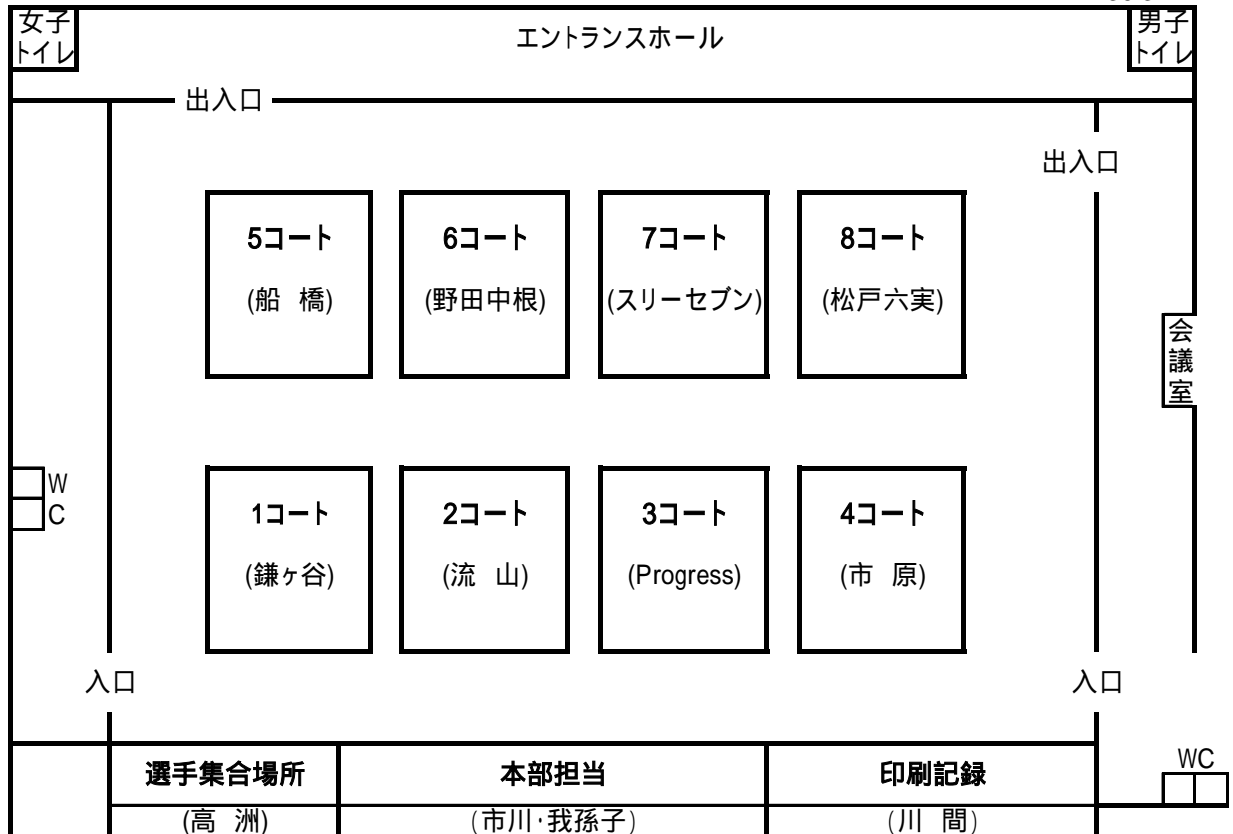 女子
トイレ
エントランスホール
男子
トイレ
出入口
出入口
5コート
6コート
7コート
8コート
(船 橋)
(野田中根)
(スリーセブン)
(松戸六実)
会
議
室
W
C
1コート
2コート
3コート
4コート
(鎌ヶ谷)
(流 山)
(Progress)
(市 原)
入口
入口
選手集合場所
本部担当
印刷記録
WC
(高 洲)
(市川・我孫子)
(川 間)